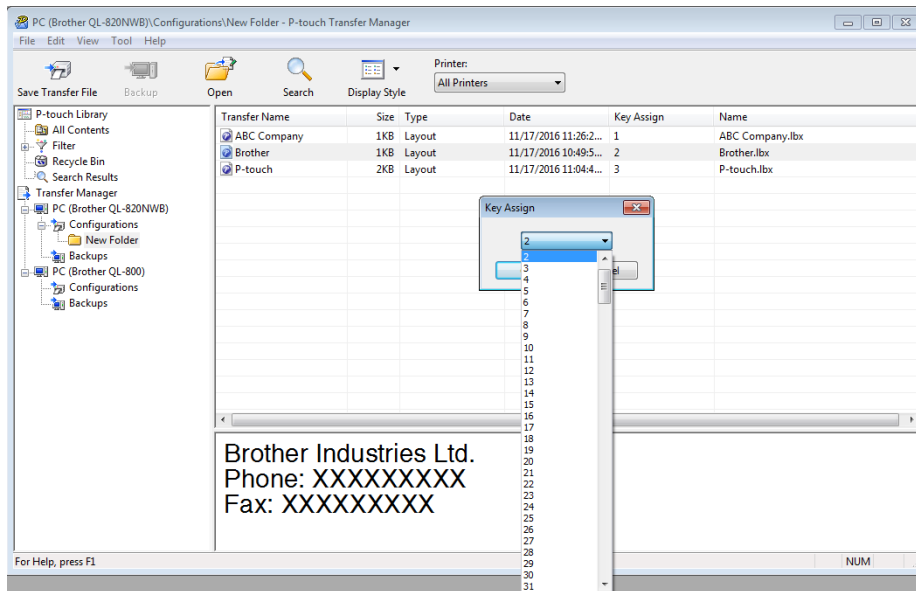 PC (Brother QL-820NWB)\Configurations\New Folder - P-touch Transfer Manager
File Edit View Tool Help
Save Transfer File
Backup
Open
Search
Display Style
Printer:
All Printers
P-touch Library
All Contents
Filter
Recycle Bin
Search Results
Transfer Manager
PC (Brother QL-820NWB)
Configurations
New Folder
Backups
PC (Brother QL-800)
Configurations
Backups
Transfer Name Size Type Date Key Assign Name
ABC Company 1KB Layout 11/17/2016 11:26:2... 1 ABC Company.lbx
Brother 1KB Layout 11/17/2016 10:49:5... 2 Brother.lbx
P-touch 2KB Layout 11/17/2016 11:04:4... 3 P-touch.lbx
Key Assign
2
2
3
4
5
6
7
8
9
10
11
12
13
14
15
16
17
18
19
20
21
22
23
24
25
26
27
28
29
30
31
Brother Industries Ltd.
Phone: XXXXXXXXX
Fax: XXXXXXXXX
For Help, press F1
NUM